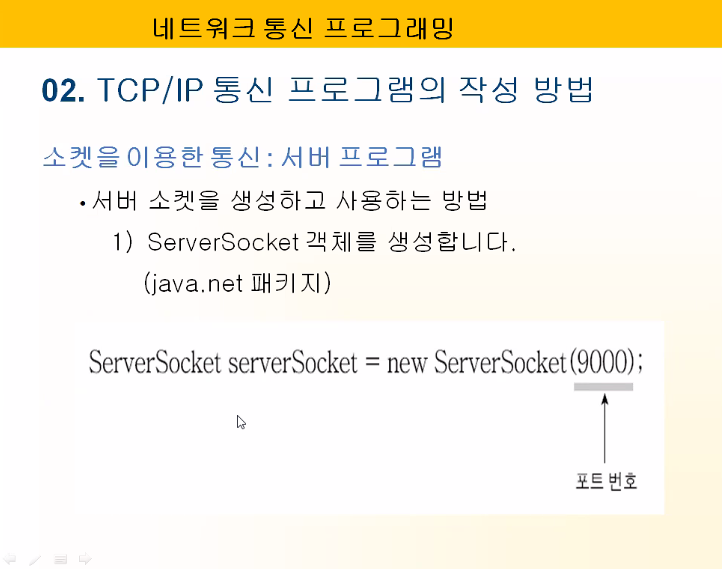 네트워크 통신 프로그래밍
02. TCP/IP 통신 프로그램의 작성 방법
소켓을 이용한 통신 : 서버 프로그램
• 서버 소켓을 생성하고 사용하는 방법
1) ServerSocket 객체를 생성합니다.
(java.net 패키지)
ServerSocket serverSocket = new ServerSocket(9000);
포트 번호